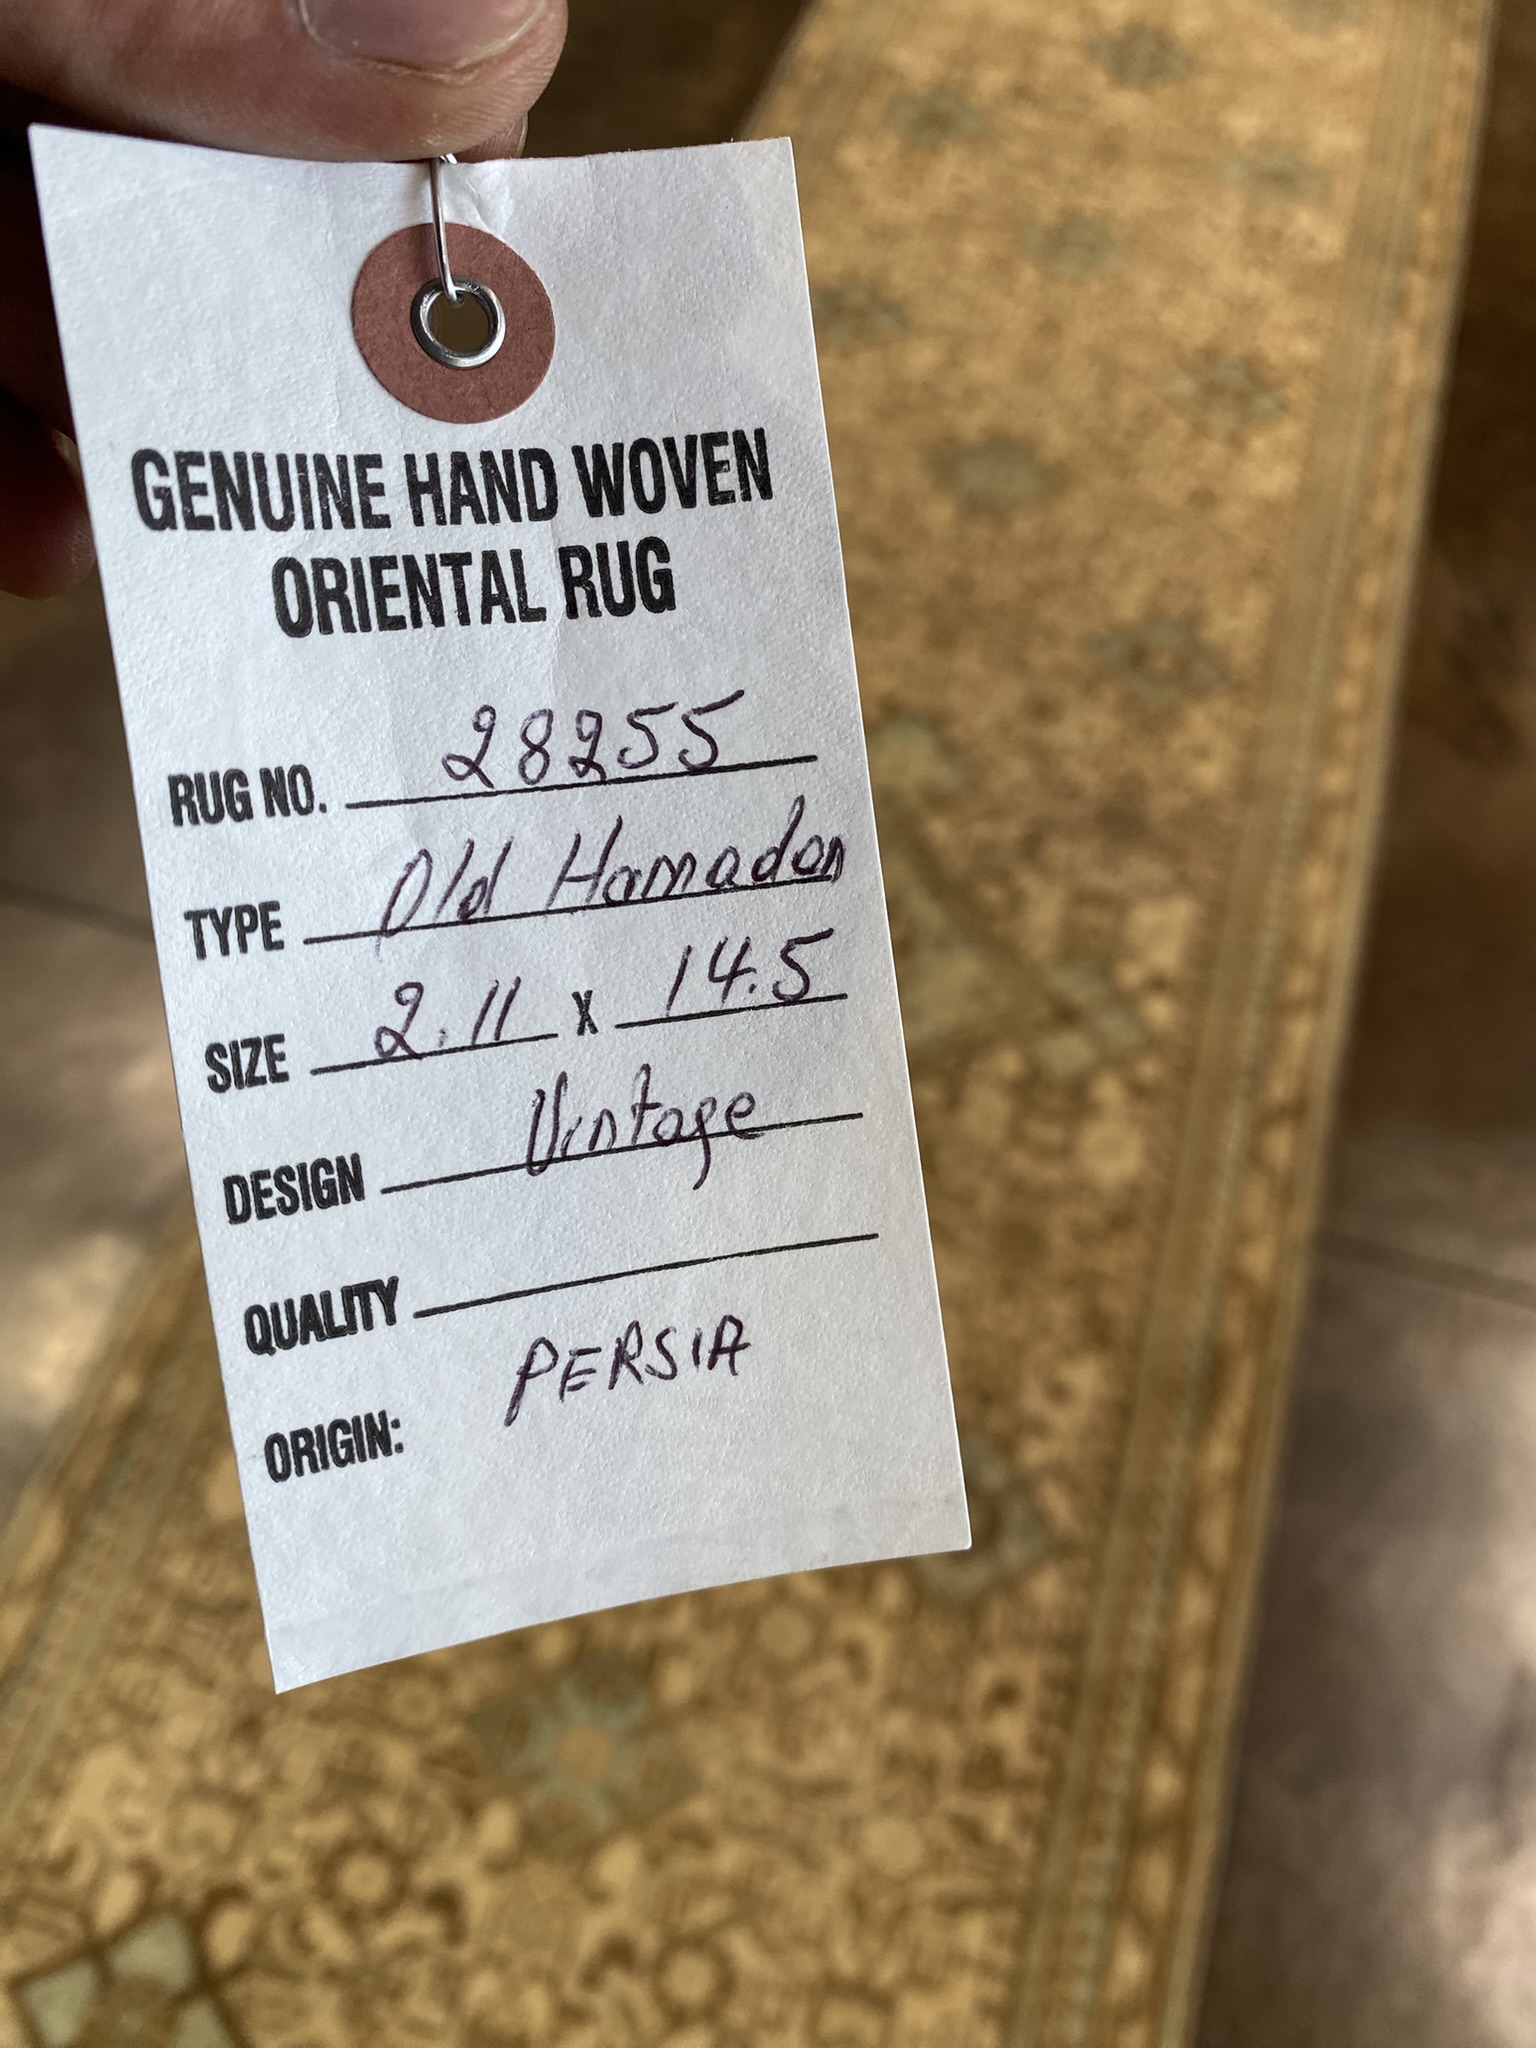 GENUINE HAND WOVEN
ORIENTAL RUG
RUG NO. 28255
TYPE Old Hamadan
SIZE 2.11 X 14.5
DESIGN Vintage
QUALITY
ORIGIN: PERSIA